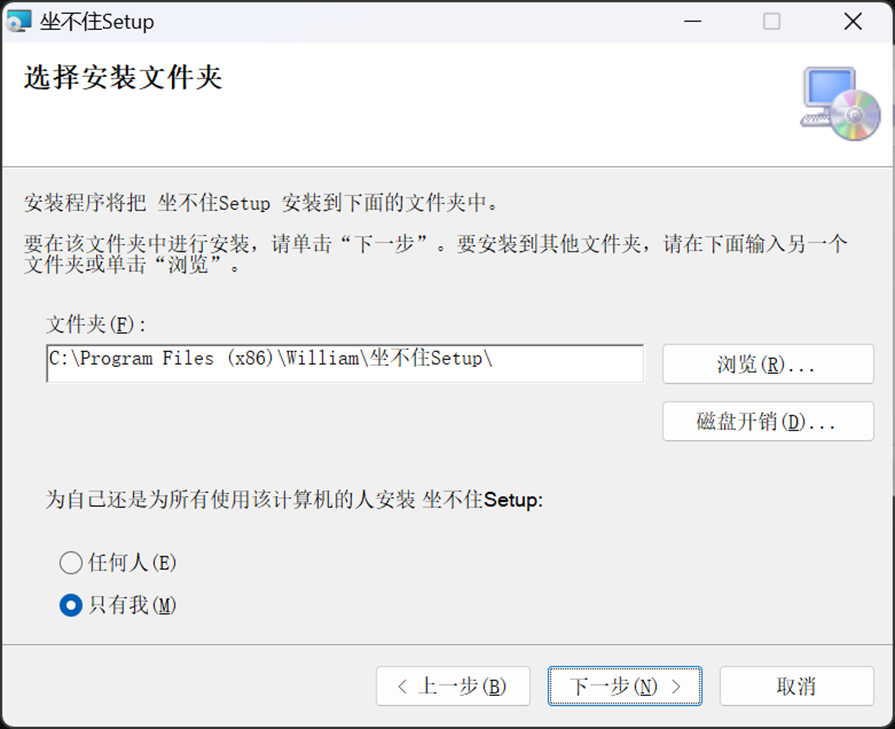 坐不住Setup
选择安装文件夹
安装程序将把 坐不住Setup 安装到下面的文件夹中。
要在该文件夹中进行安装，请单击“下一步”。要安装到其他文件夹，请在下面输入另一个
文件夹或单击“浏览”。
文件夹(F):
C:\Program Files (x86)\William\坐不住Setup\
浏览(R)...
磁盘开销(D)...
为自己还是为所有使用该计算机的人安装 坐不住Setup:
任何人(E)
只有我(M)
< 上一步(B)
下一步(N) >
取消